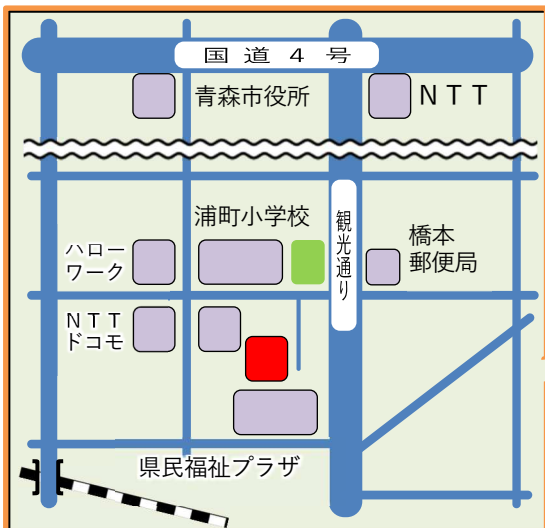 国道4号
青森市役所
NTT
浦町小学校
観光通り
橋本
郵便局
ハロー
ワーク
NTT
ドコモ
県民福祉プラザ